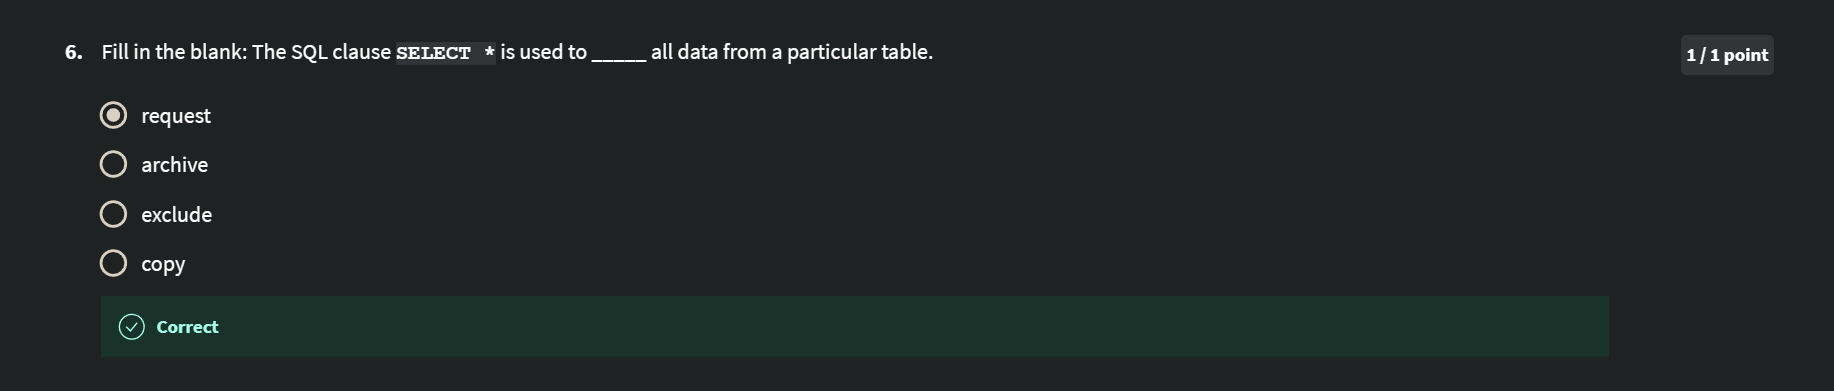 6. Fill in the blank: The SQL clause SELECT * is used to _____ all data from a particular table.
1 / 1 point
request
archive
exclude
copy
Correct